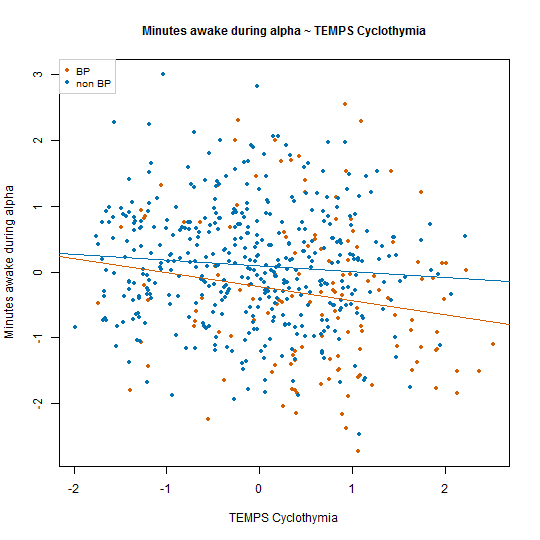 Minutes awake during alpha ~ TEMPS Cyclothymia
BP
non BP
Minutes awake during alpha
3
2
1
0
-1
-2
-2 -1 0 1 2
TEMPS Cyclothymia